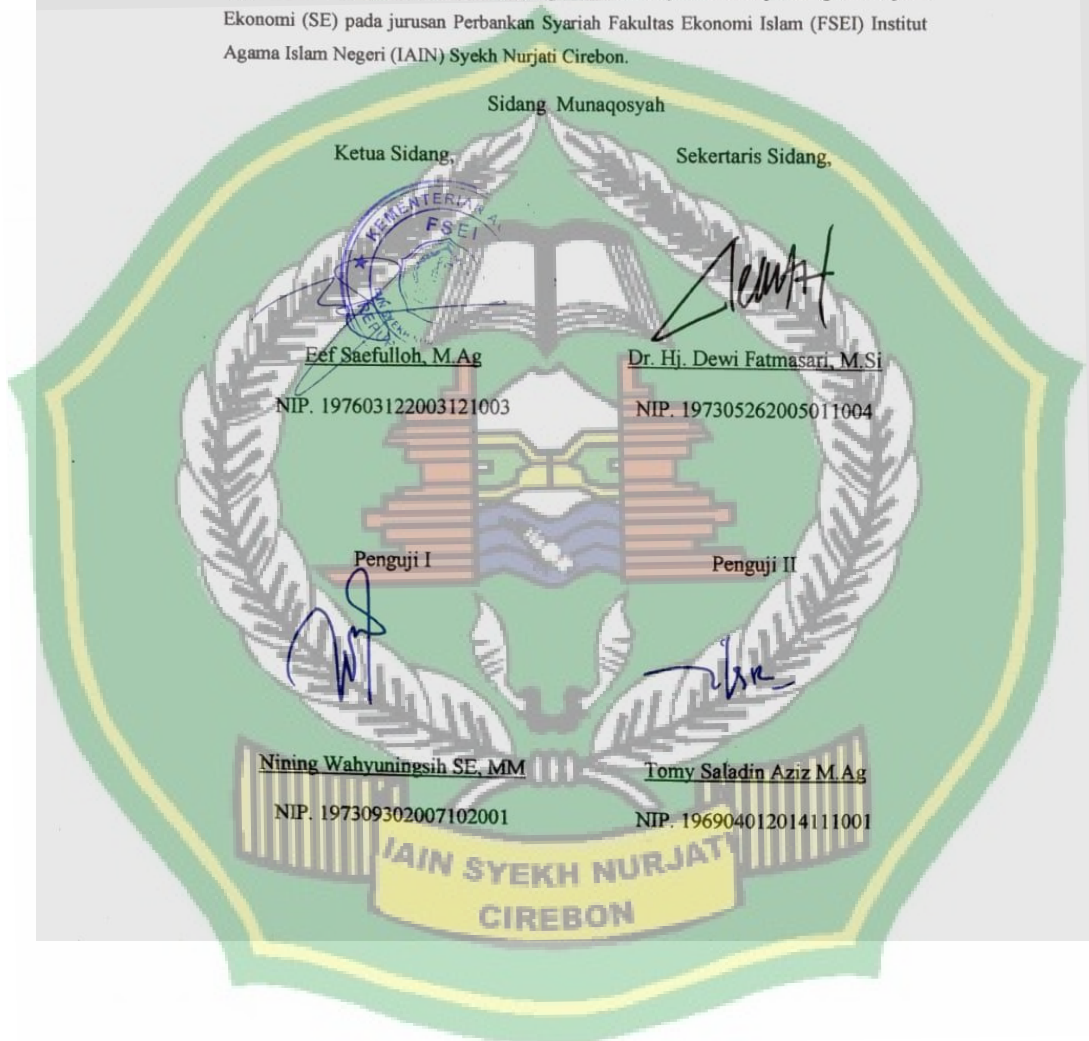 Ekonomi (SE) pada jurusan Perbankan Syariah Fakultas Ekonomi Islam (FSEI) Institut
Agama Islam Negeri (IAIN) Syekh Nurjati Cirebon.
Sidang Munaqosyah
Ketua Sidang,
Sekertaris Sidang,
KEMENTERIAN A
FSEI
Eef Saefulloh, M.Ag
Dr. Hj. Dewi Fatmasari, M.Si
NIP. 197603122003121003
NIP. 197305262005011004
Penguji I
Penguji II
Nining Wahyuningsih SE, MM
Tomy Saladin Aziz M.Ag
NIP. 197309302007102001
NIP. 196904012014111001
IAIN SYEKH NURJATI
CIREBON